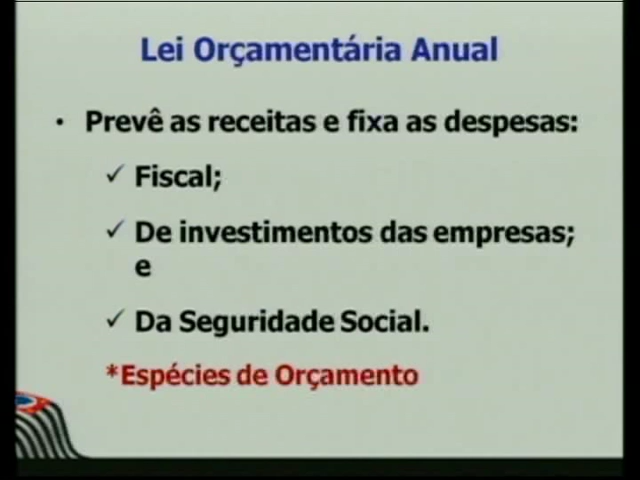 Lei Orçamentária Anual
• Prevê as receitas e fixa as despesas:
✓ Fiscal;
✓ De investimentos das empresas;
e
✓ Da Seguridade Social.
*Espécies de Orçamento